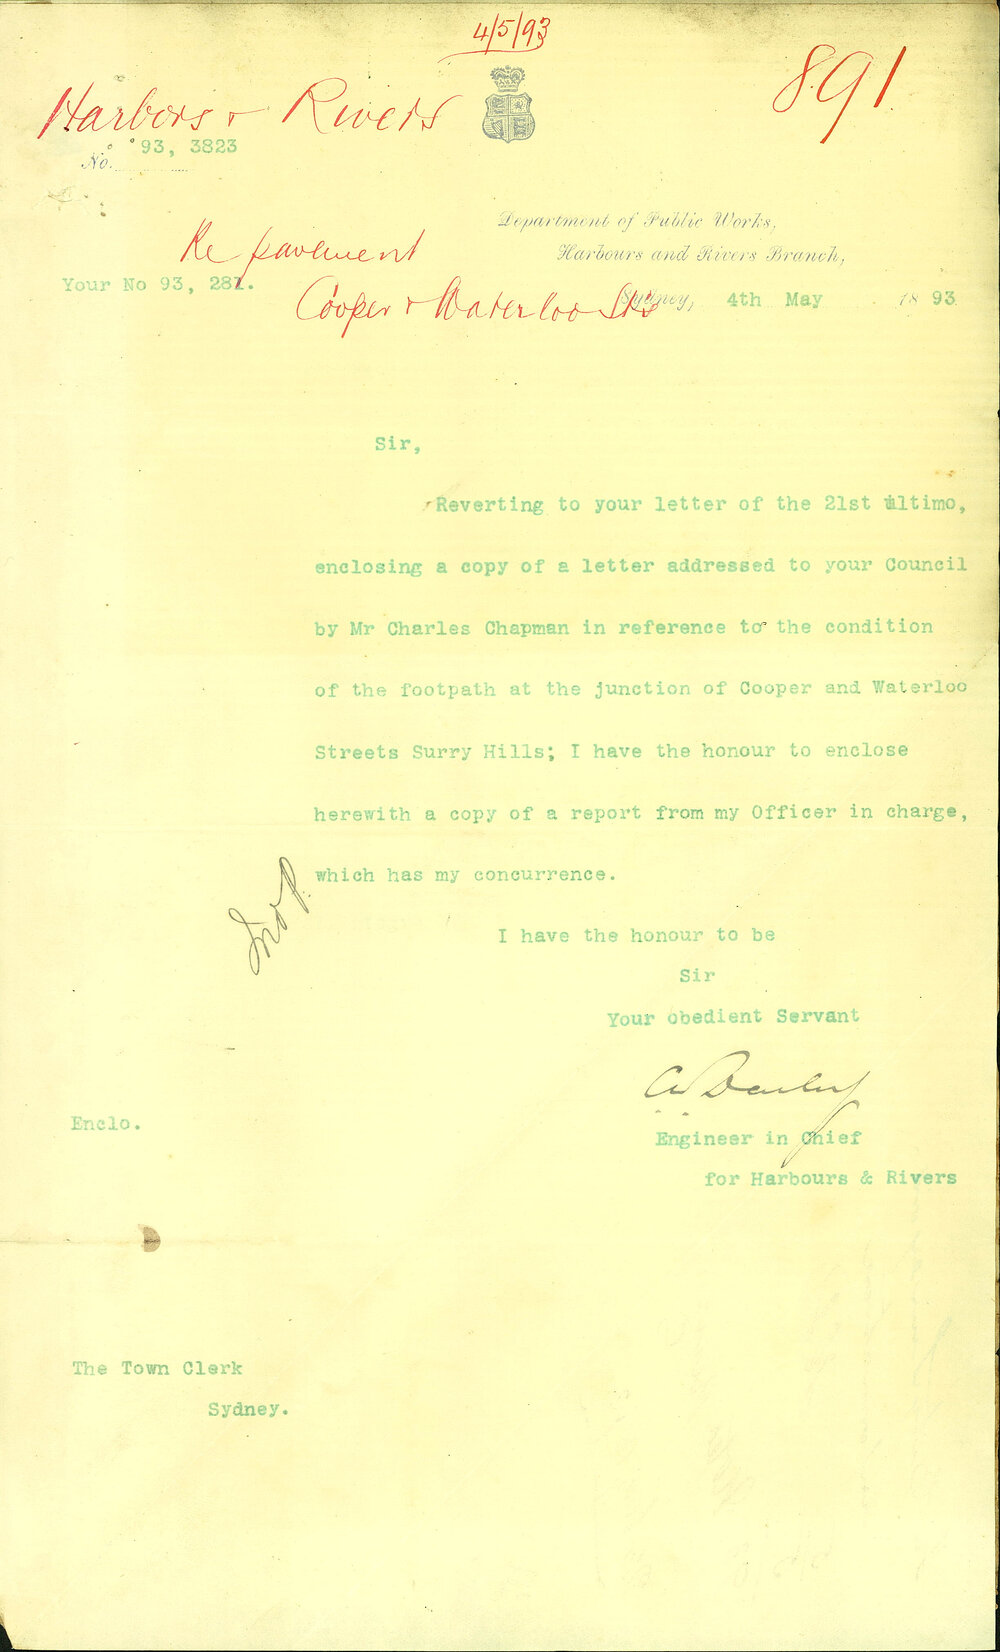 4/5/93
891
Harbors & Rivers
No. 93, 3823
Department of Public Works,
Harbours and Rivers Branch,
Re pavement
Your No 93, 281.
Cooper & Waterloo Sts
Sydney, 4th May 1893
Sir,
Reverting to your letter of the 21st ultimo,
enclosing a copy of a letter addressed to your Council
by Mr Charles Chapman in reference to the condition
of the footpath at the junction of Cooper and Waterloo
Streets Surry Hills; I have the honour to enclose
herewith a copy of a report from my Officer in charge,
which has my concurrence.
I have the honour to be
Sir
Your obedient Servant
Darley
Enclo.
Engineer in Chief
for Harbours & Rivers
The Town Clerk
Sydney.